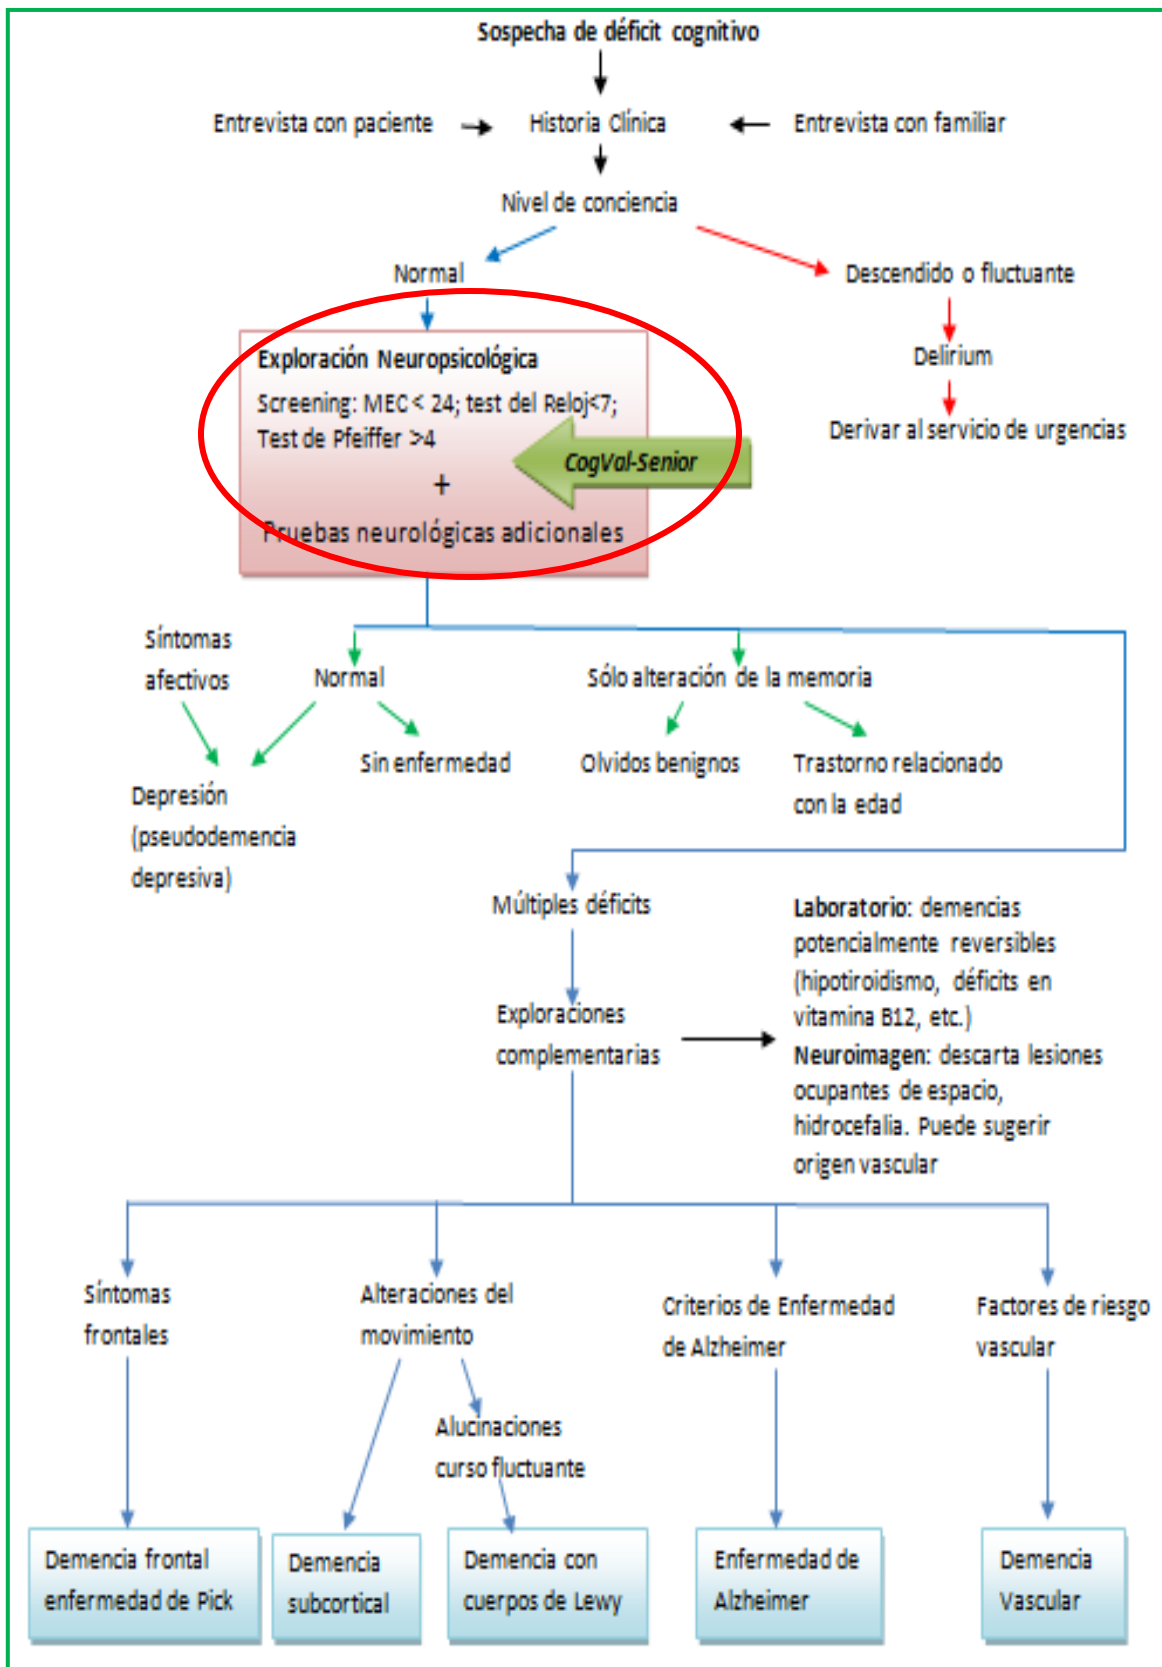 Sospecha de déficit cognitivo
Entrevista con paciente
Historia Clínica
Entrevista con familiar
Nivel de conciencia
Normal
Descendido o fluctuante
Exploración Neuropsicológica
Screening: MEC < 24; test del Reloj<7;
Test de Pfeiffer >4
+
Pruebas neurológicas adicionales
CogVal-Senior
Delirium
Derivar al servicio de urgencias
Síntomas
afectivos
Normal
Sólo alteración de la memoria
Sin enfermedad
Olvidos benignos
Trastorno relacionado
con la edad
Depresión
(pseudodemencia
depresiva)
Múltiples déficits
Exploraciones
complementarias
Laboratorio: demencias
potencialmente reversibles
(hipotiroidismo, déficits en
vitamina B12, etc.)
Neuroimagen: descarta lesiones
ocupantes de espacio,
hidrocefalia. Puede sugerir
origen vascular
Síntomas
frontales
Alteraciones del
movimiento
Criterios de Enfermedad
de Alzheimer
Factores de riesgo
vascular
Alucinaciones
curso fluctuante
Demencia frontal
enfermedad de Pick
Demencia
subcortical
Demencia con
cuerpos de Lewy
Enfermedad de
Alzheimer
Demencia
Vascular